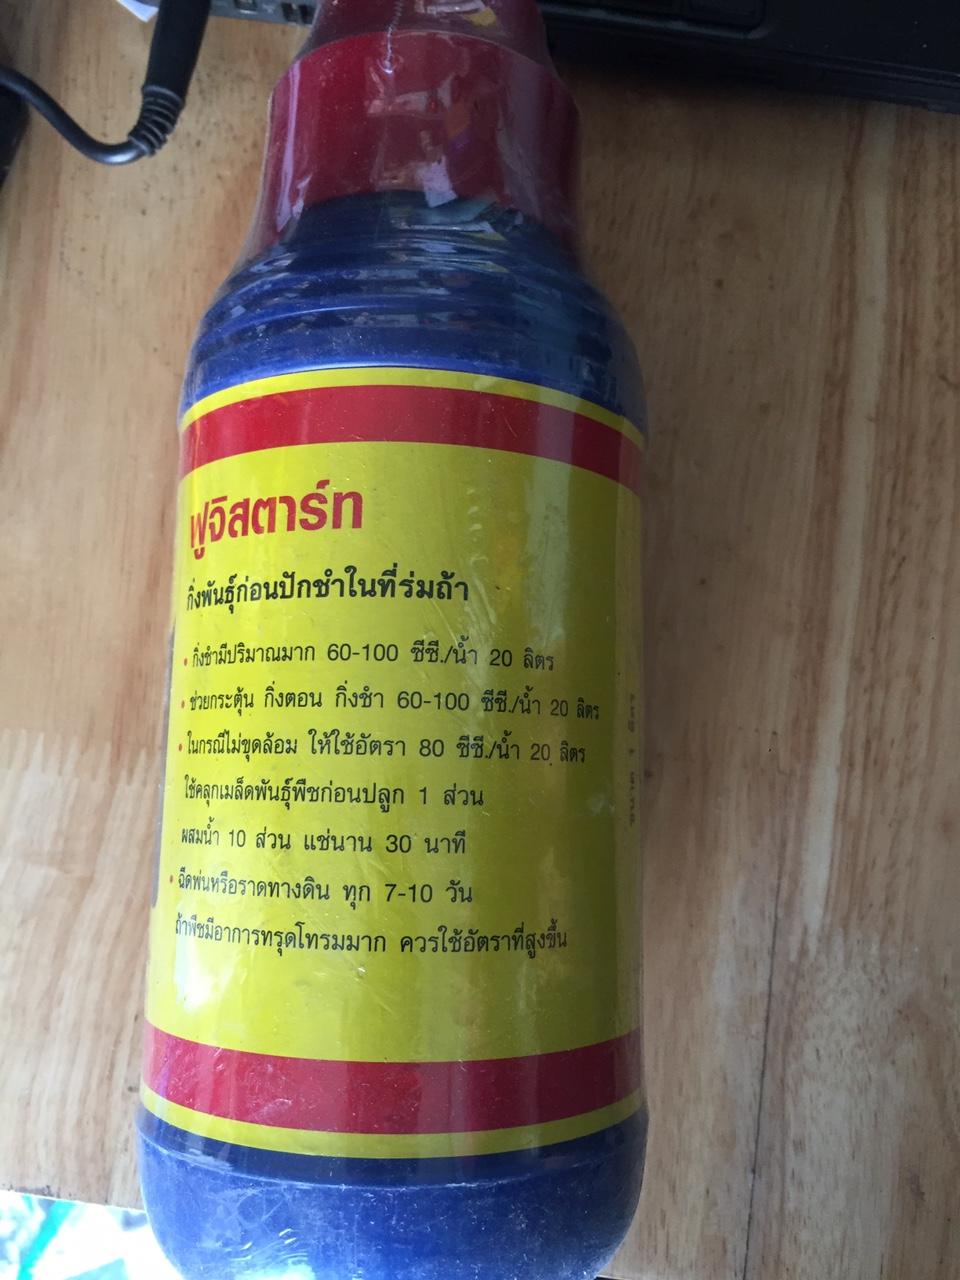 ฟูจิสตาร์ท
กิ่งพันธุ์ก่อนปักชำในที่ร่มถ้า
• กิ่งชำมีปริมาณมาก 60-100 ซีซี./น้ำ 20 ลิตร
• ช่วยกระตุ้น กิ่งตอน กิ่งชำ 60-100 ซีซี./น้ำ 20 ลิตร
• ในกรณีไม่ขุดล้อม ให้ใช้อัตรา 80 ซีซี./น้ำ 20 ลิตร
ใช้คลุกเมล็ดพันธุ์พืชก่อนปลูก 1 ส่วน
ผสมน้ำ 10 ส่วน แช่นาน 30 นาที
• ฉีดพ่นหรือราดทางดิน ทุก 7-10 วัน
ถ้าพืชมีอาการทรุดโทรมมาก ควรใช้อัตราที่สูงขึ้น